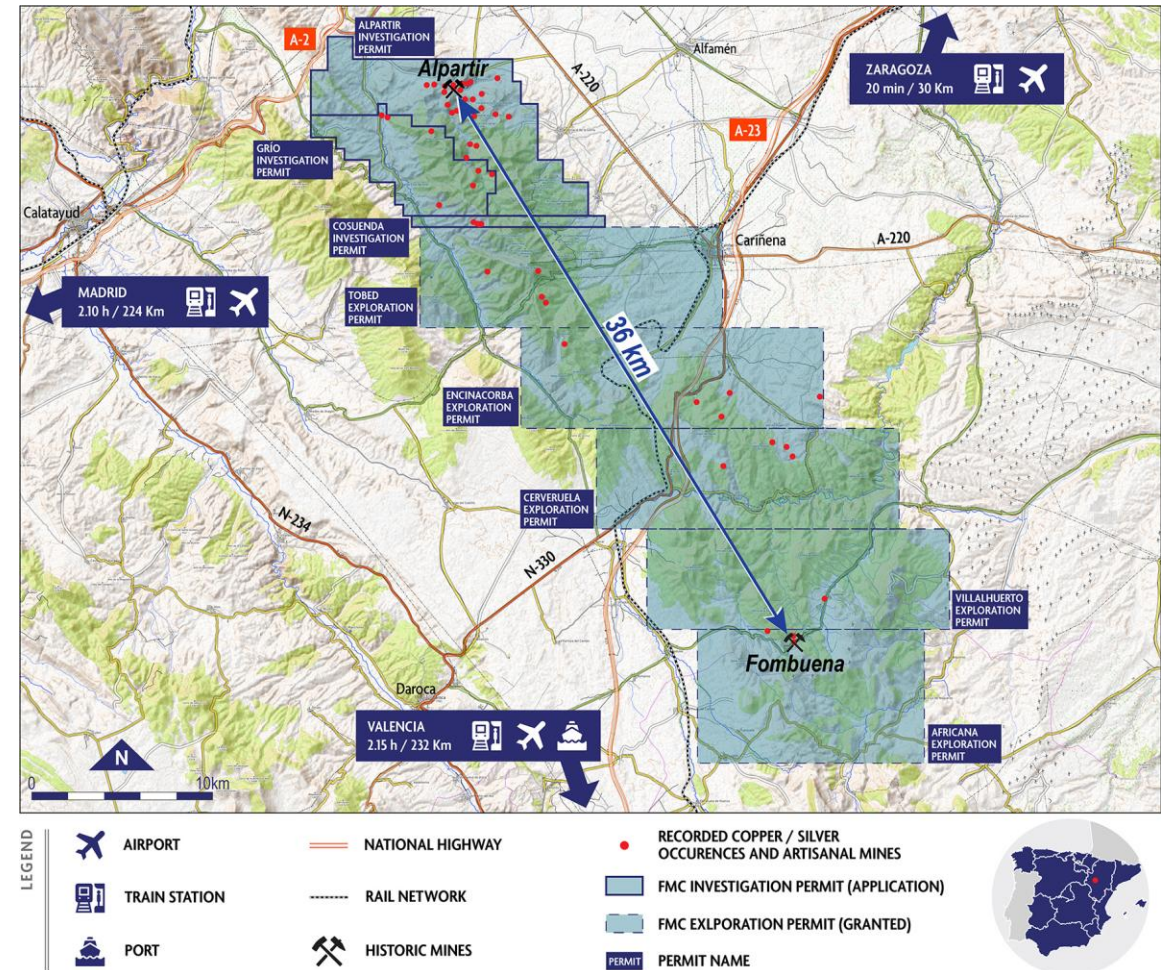 ALPARTIR
INVESTIGATION
PERMIT
A-2
Alpartir
A-220
Alfamén
ZARAGOZA
20 min / 30 Km
A-23
GRÍO
INVESTIGATION
PERMIT
Calatayud
COSUENDA
INVESTIGATION
PERMIT
Cariñena
A-220
MADRID
2.10 h / 224 Km
TOBED
EXPLORATION
PERMIT
36 km
ENCINACORBA
EXPLORATION
PERMIT
CERVERUELA
EXPLORATION
PERMIT
N-234
N-330
VILLALHUERTO
EXPLORATION
PERMIT
Fombuena
Daroca
VALENCIA
2.15 h / 232 Km
AFRICANA
EXPLORATION
PERMIT
N
0 10km
LEGEND
AIRPORT
TRAIN STATION
PORT
NATIONAL HIGHWAY
RAIL NETWORK
HISTORIC MINES
RECORDED COPPER / SILVER
OCCURENCES AND ARTISANAL MINES
FMC INVESTIGATION PERMIT (APPLICATION)
FMC EXLPORATION PERMIT (GRANTED)
PERMIT PERMIT NAME